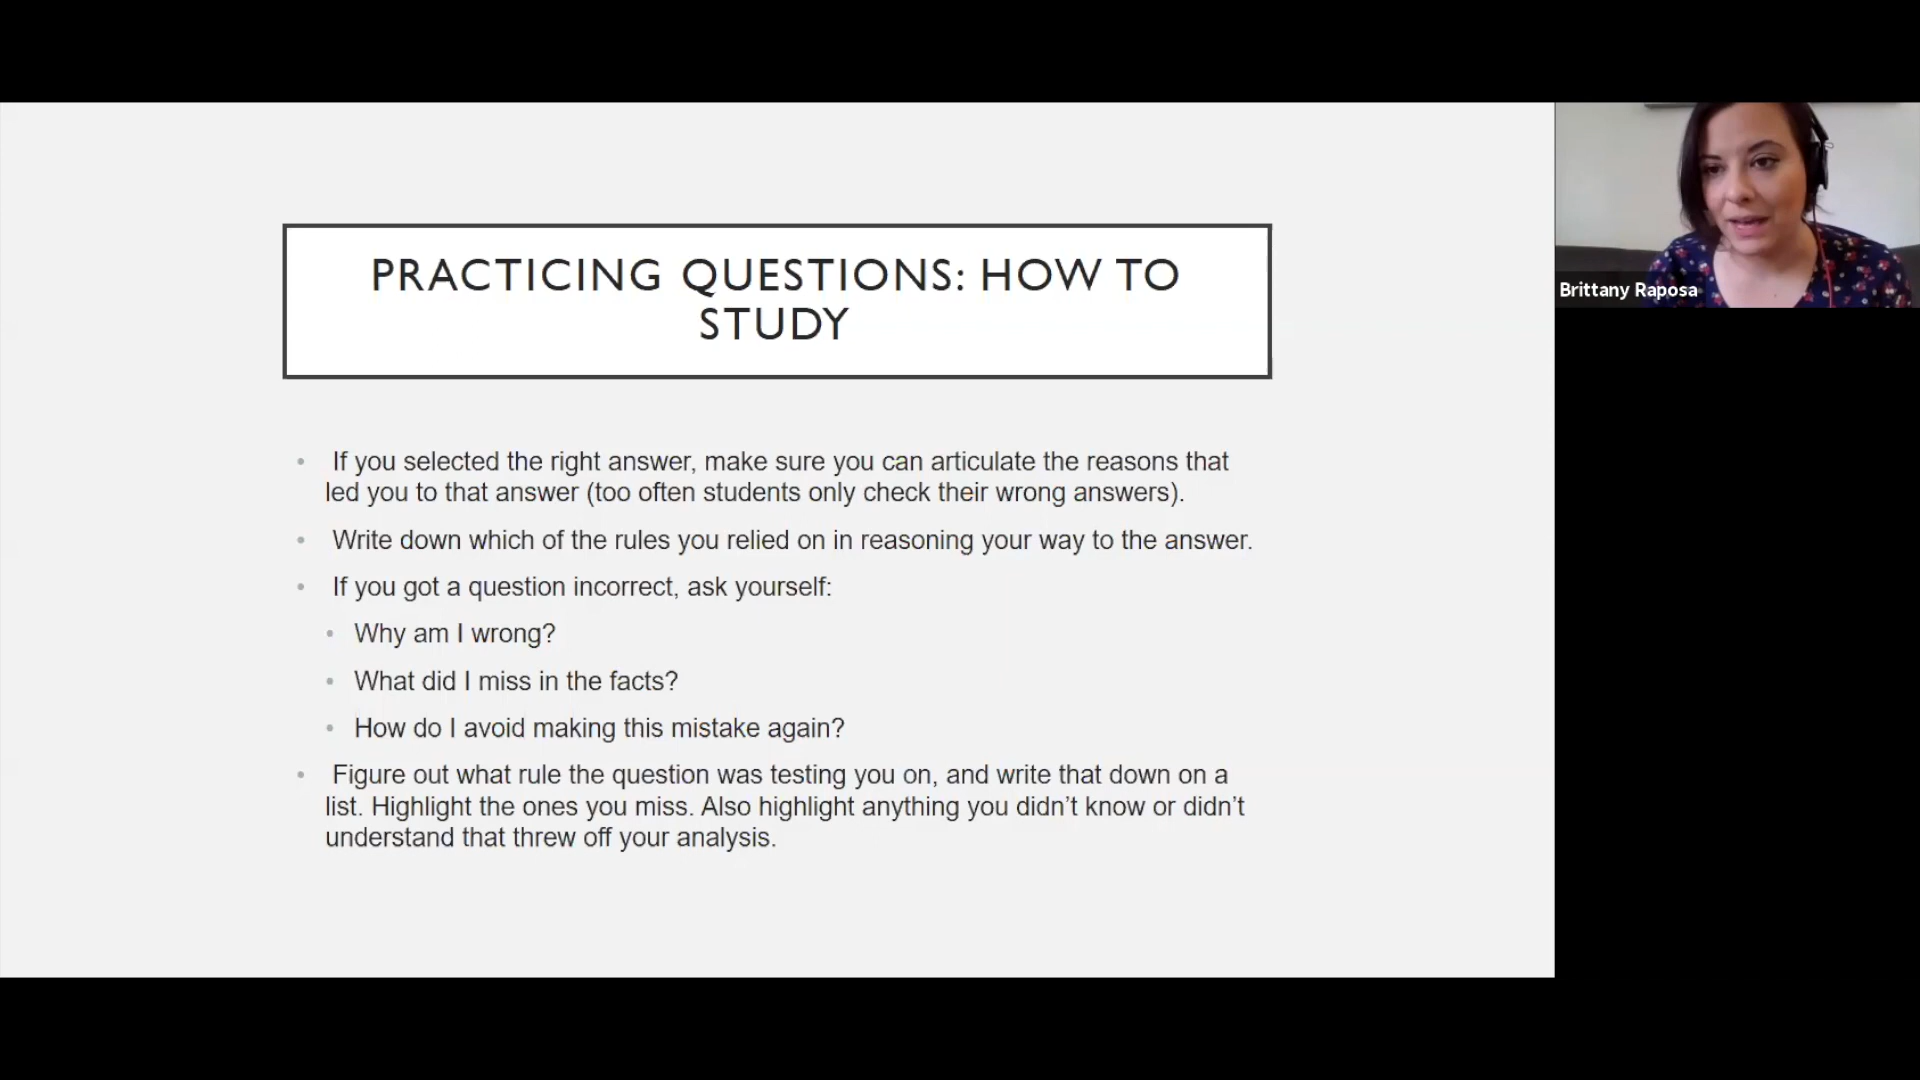 PRACTICING QUESTIONS: HOW TO
STUDY
Brittany Raposa
• If you selected the right answer, make sure you can articulate the reasons that
led you to that answer (too often students only check their wrong answers).
• Write down which of the rules you relied on in reasoning your way to the answer.
• If you got a question incorrect, ask yourself:
• Why am I wrong?
• What did I miss in the facts?
• How do I avoid making this mistake again?
• Figure out what rule the question was testing you on, and write that down on a
list. Highlight the ones you miss. Also highlight anything you didn’t know or didn’t
understand that threw off your analysis.